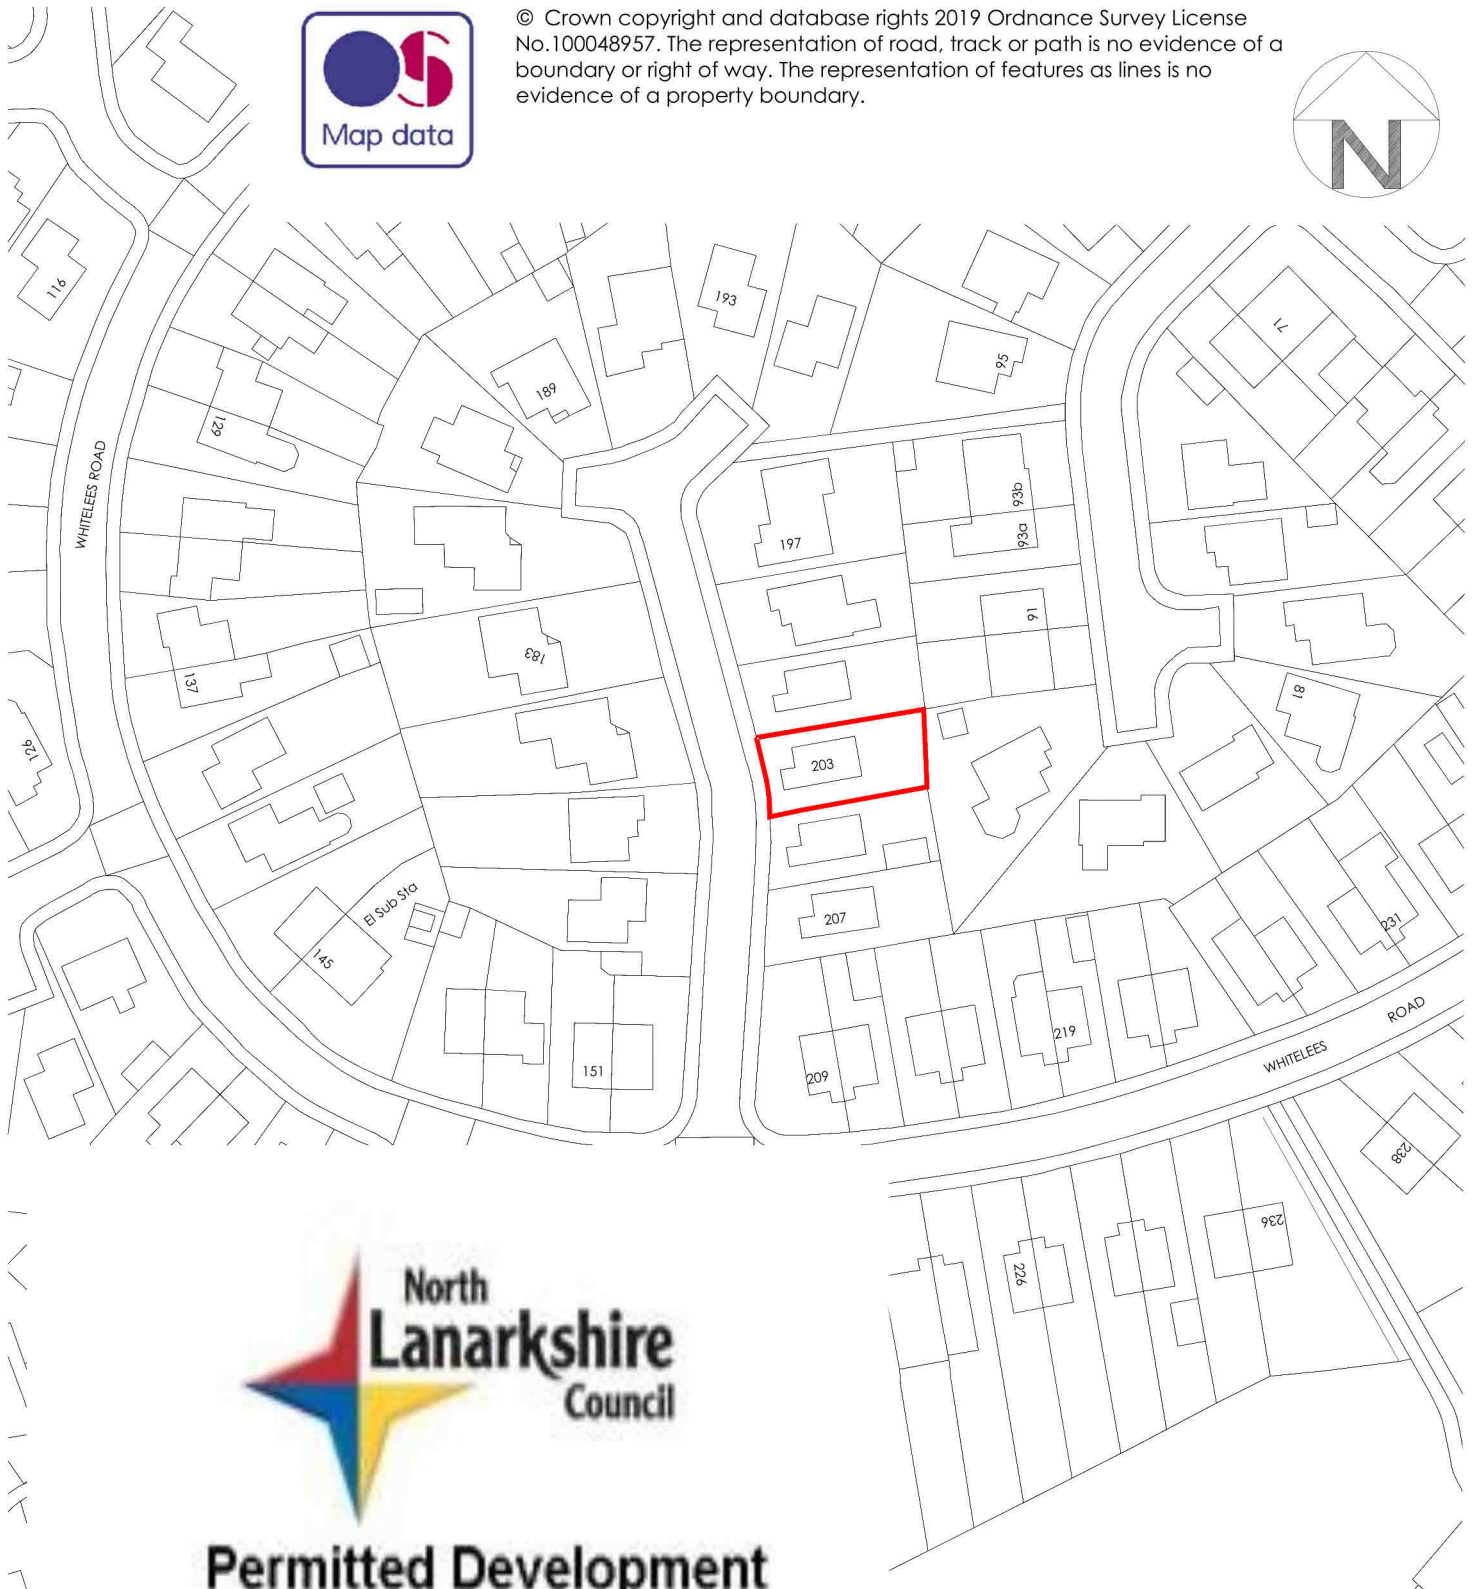 © Crown copyright and database rights 2019 Ordnance Survey License
No.100048957. The representation of road, track or path is no evidence of a
boundary or right of way. The representation of features as lines is no
evidence of a property boundary.
OS
Map data
N
116
193
71
95
189
129
WHITELEES ROAD
93b
197
93a
91
183
137
81
126
203
El Sub Sta
207
231
145
ROAD
219
WHITELEES
151
209
238
236
226
North
Lanarkshire
Council
Permitted Development